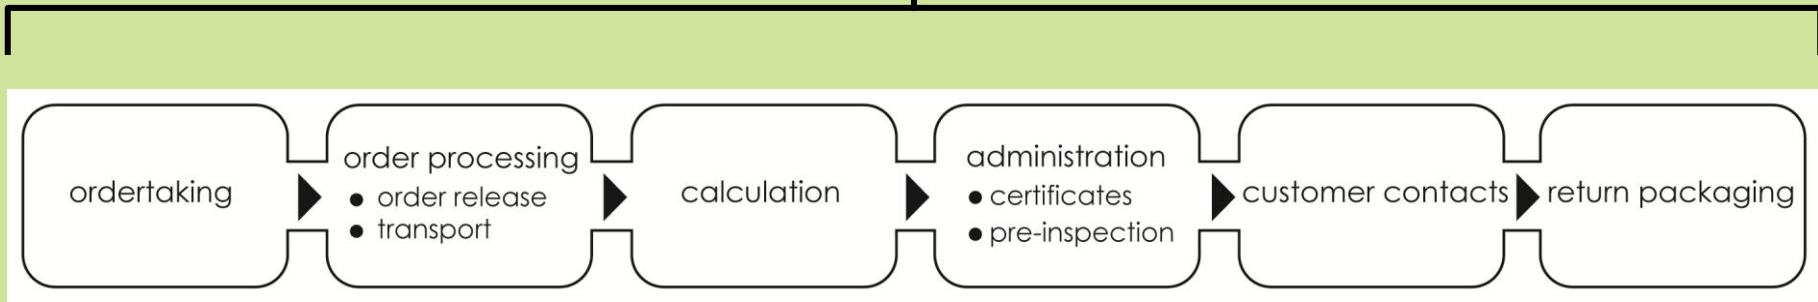 ordertaking
order processing
• order release
• transport
calculation
administration
• certificates
• pre-inspection
customer contacts
return packaging